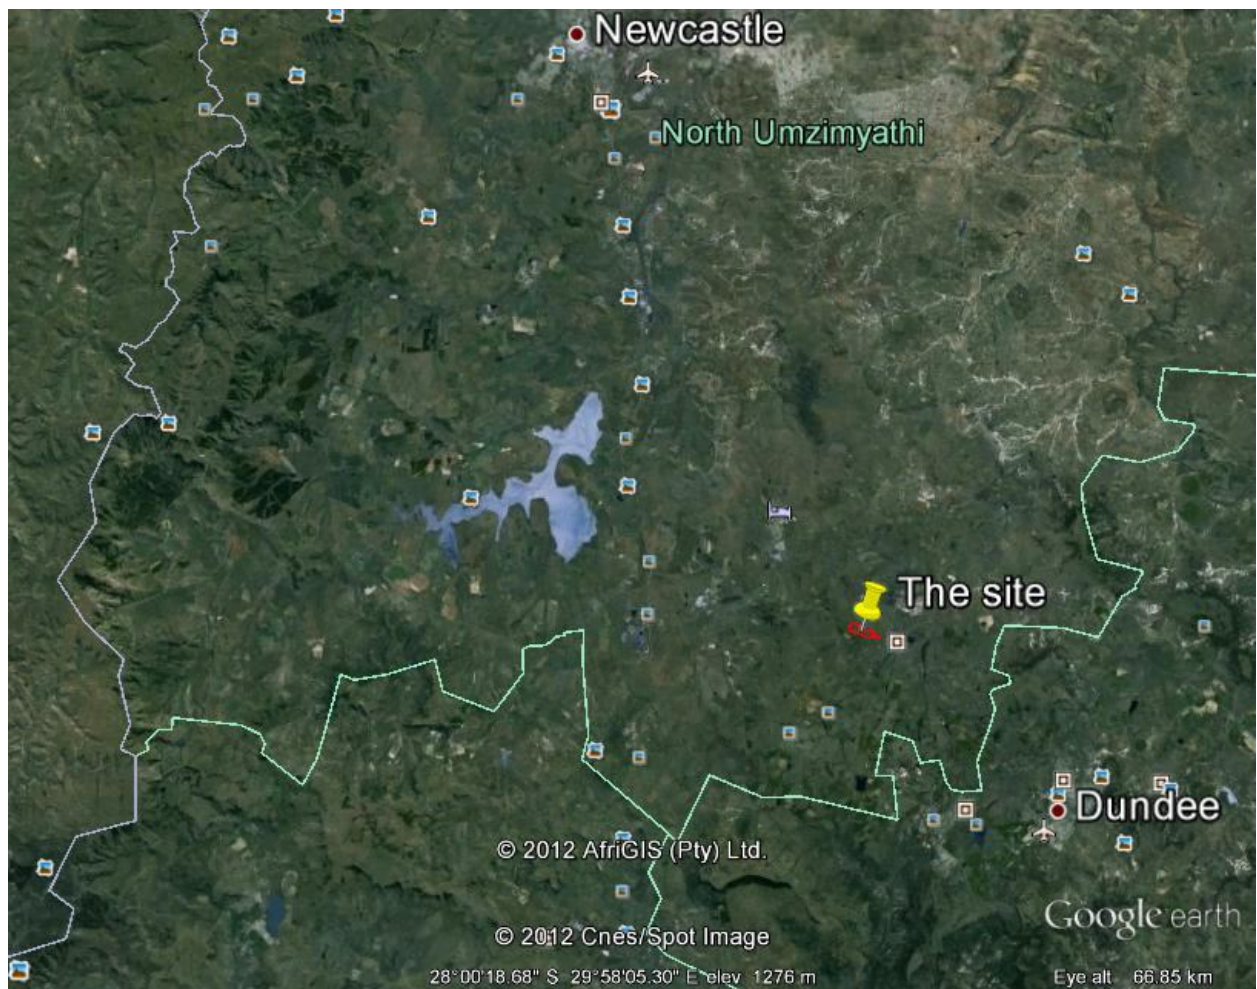 Newcastle
North Umzimyathi
The site
Dundee
© 2012 AfriGIS (Pty) Ltd.
Google earth
© 2012 Cnes/Spot Image
28°00'18.68" S 29°58'05.30" E elev 1276 m
Eye alt 66.85 km